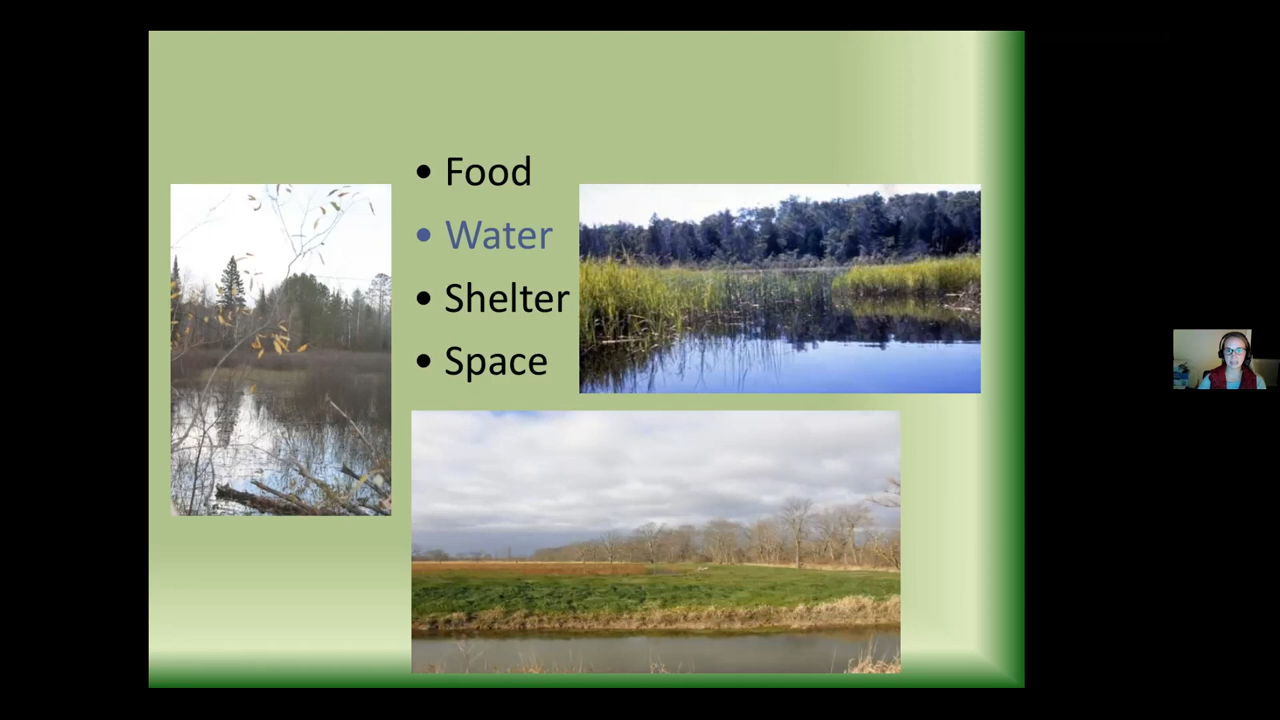 • Food
• Water
• Shelter
• Space